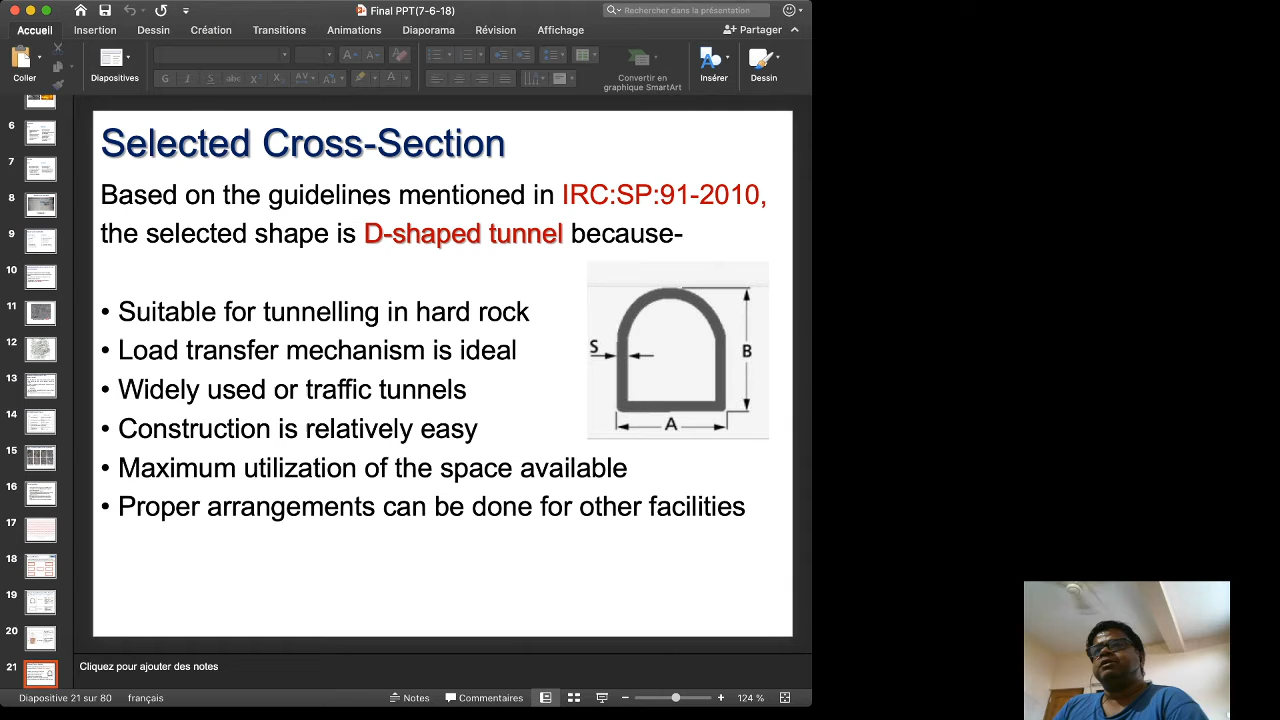 Final PPT(7-6-18)
Rechercher dans la présentation
Accueil Insertion Dessin Création Transitions Animations Diaporama Révision Affichage Partager
Coller Diapositives G I S abc X X AV Aa A Convertir en graphique SmartArt Insérer Dessin
Selected Cross-Section
Based on the guidelines mentioned in IRC:SP:91-2010,
the selected shape is D-shaped tunnel because-
• Suitable for tunnelling in hard rock
• Load transfer mechanism is ideal
• Widely used or traffic tunnels
• Construction is relatively easy
• Maximum utilization of the space available
• Proper arrangements can be done for other facilities
S
B
A
6
7
8
9
10
11
12
13
14
15
16
17
18
19
20
21
Cliquez pour ajouter des notes
Diapositive 21 sur 80 français Notes Commentaires 124 %